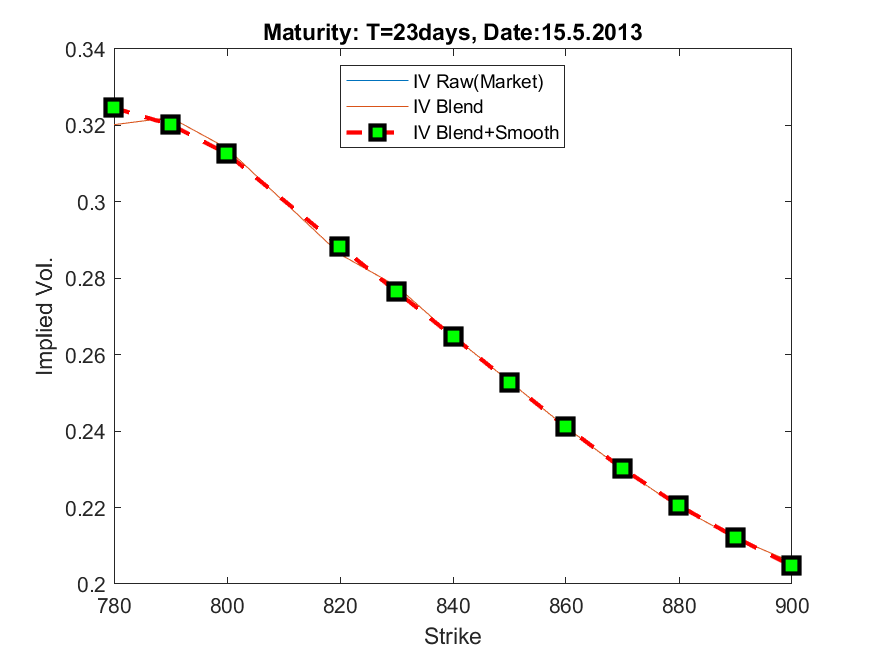 Maturity: T=23days, Date:15.5.2013
0.34
0.32
0.3
0.28
0.26
0.24
0.22
0.2
Implied Vol.
IV Raw(Market)
IV Blend
IV Blend+Smooth
780 800 820 840 860 880 900
Strike